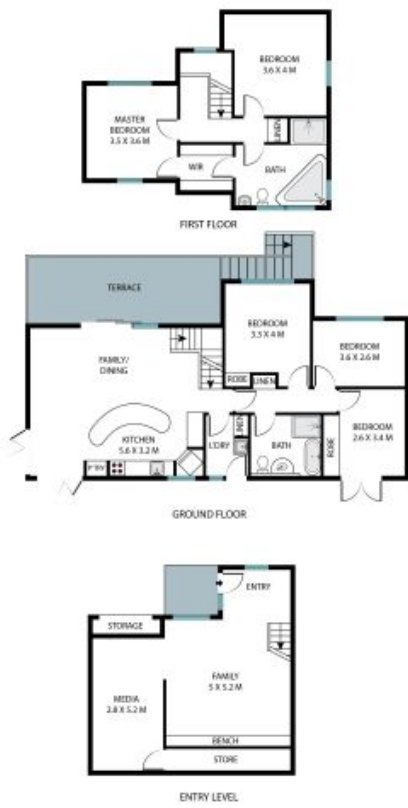 BEDROOM
3.6 X 4 M
MASTER
BEDROOM
3.5 X 3.6 M
LINEN
WIR
BATH
FIRST FLOOR
TERRACE
BEDROOM
3.3 X 4 M
BEDROOM
3.6 X 2.6 M
FAMILY/
DINING
ROBE
LINEN
BEDROOM
2.6 X 3.4 M
KITCHEN
5.6 X 3.2 M
L'DRY
LINEN
BATH
ROBE
GROUND FLOOR
ENTRY
STORAGE
FAMILY
5 X 5.2 M
MEDIA
2.8 X 5.2 M
BENCH
STORE
ENTRY LEVEL